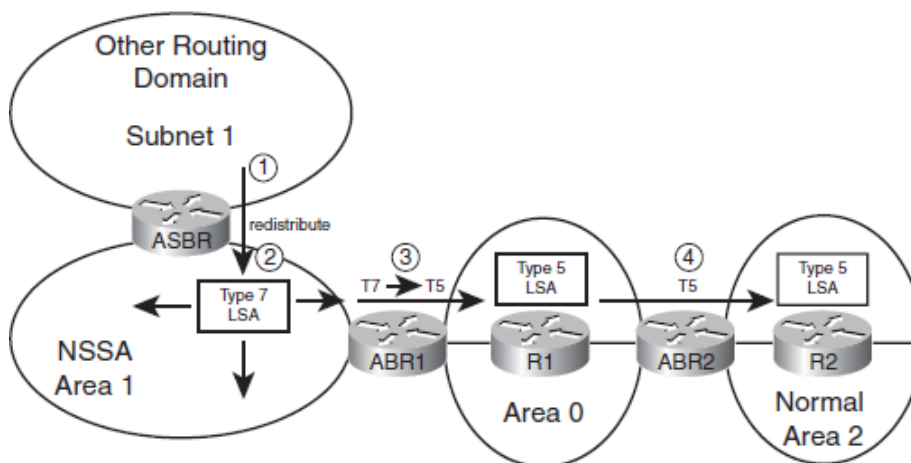 Other Routing
Domain
Subnet 1
①
redistribute
ASBR
②
Type 7
LSA
NSSA
Area 1
③
T7 T5
ABR1
Type 5
LSA
R1
Area 0
④
T5
ABR2
Type 5
LSA
R2
Normal
Area 2